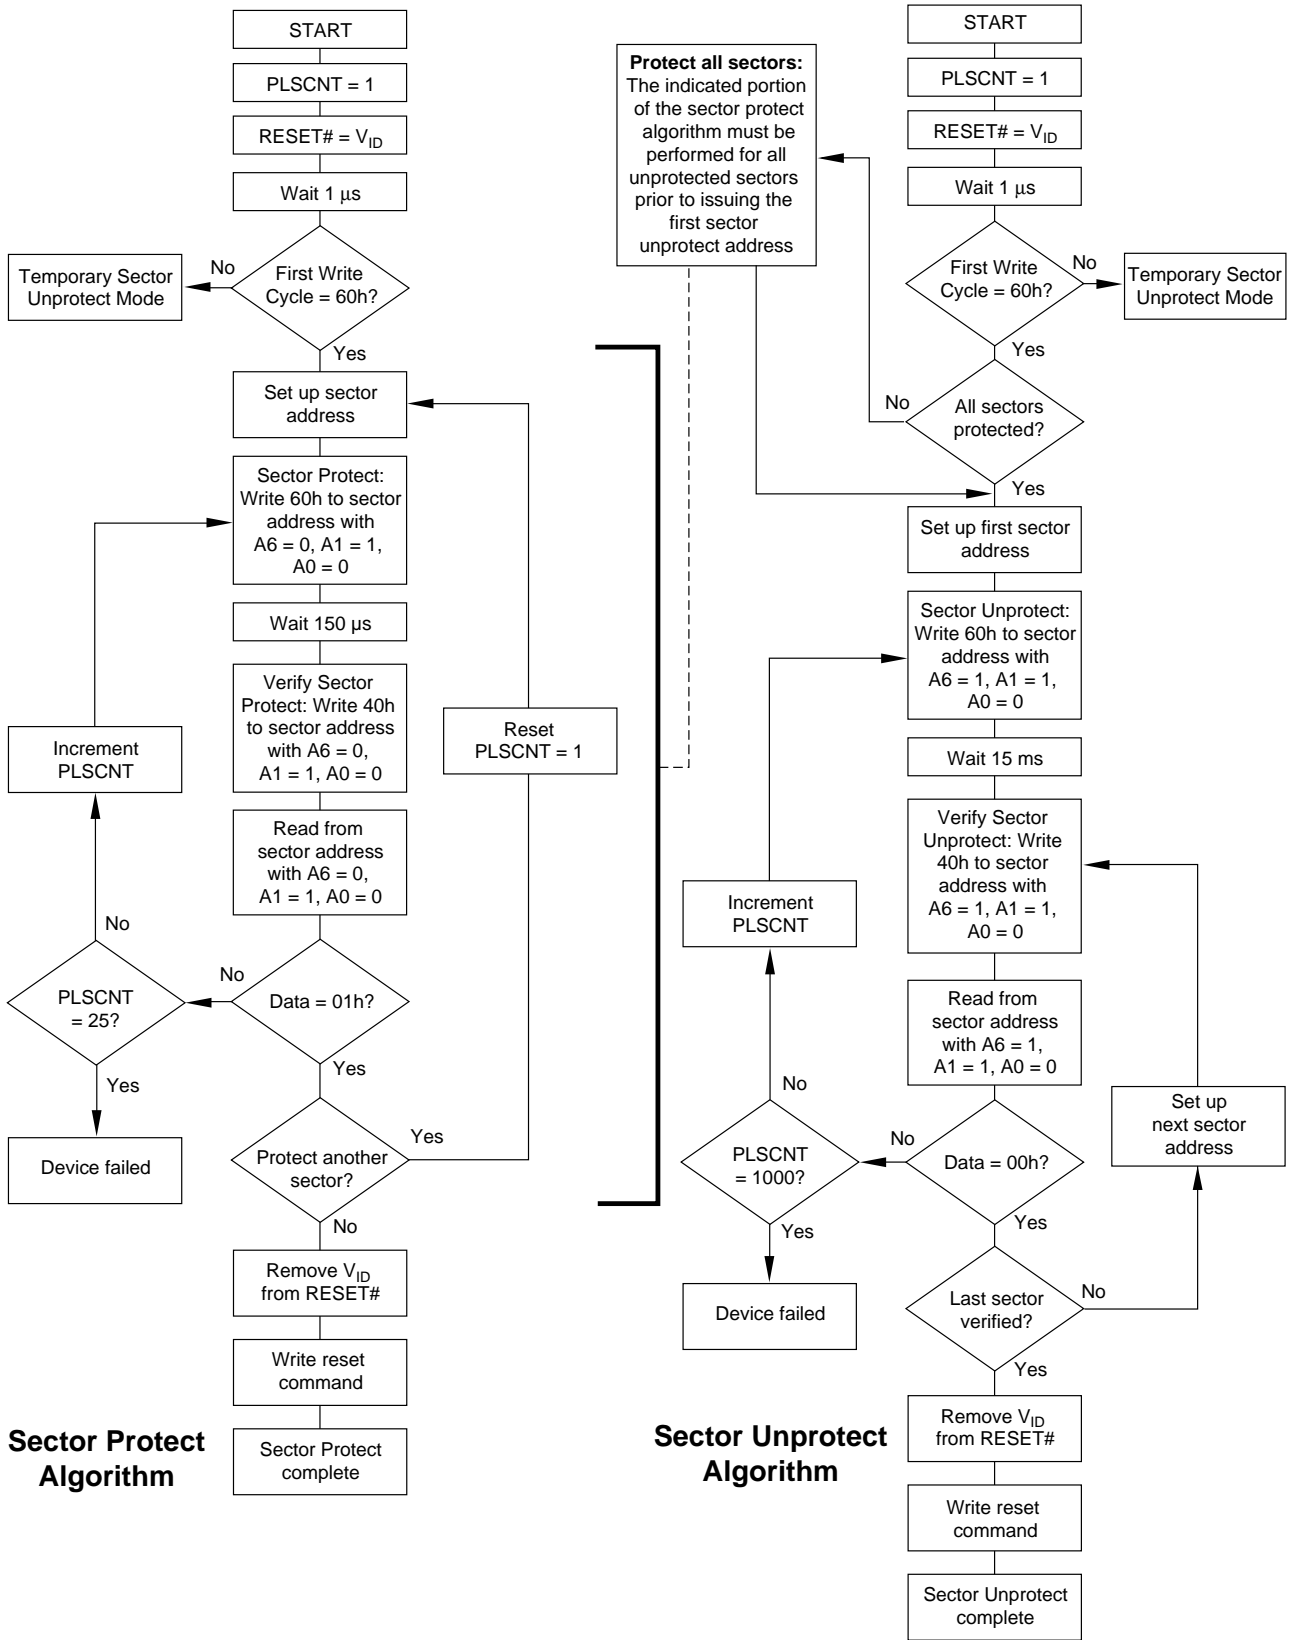 START
PLSCNT = 1
RESET# = VID
Wait 1 μs
First Write
Cycle = 60h?
No
Temporary Sector
Unprotect Mode
Yes
Set up sector
address
Sector Protect:
Write 60h to sector
address with
A6 = 0, A1 = 1,
A0 = 0
Wait 150 µs
Verify Sector
Protect: Write 40h
to sector address
with A6 = 0,
A1 = 1, A0 = 0
Reset
PLSCNT = 1
Increment
PLSCNT
Read from
sector address
with A6 = 0,
A1 = 1, A0 = 0
No
No
Data = 01h?
PLSCNT
= 25?
Yes
Yes
Device failed
Protect another
sector?
Yes
No
Remove VID
from RESET#
Write reset
command
Sector Protect
complete
Sector Protect
Algorithm
Protect all sectors:
The indicated portion
of the sector protect
algorithm must be
performed for all
unprotected sectors
prior to issuing the
first sector
unprotect address
START
PLSCNT = 1
RESET# = VID
Wait 1 μs
First Write
Cycle = 60h?
No
Temporary Sector
Unprotect Mode
Yes
No
All sectors
protected?
Yes
Set up first sector
address
Sector Unprotect:
Write 60h to sector
address with
A6 = 1, A1 = 1,
A0 = 0
Wait 15 ms
Verify Sector
Unprotect: Write
40h to sector
address with
A6 = 1, A1 = 1,
A0 = 0
Increment
PLSCNT
Read from
sector address
with A6 = 1,
A1 = 1, A0 = 0
No
No
Data = 00h?
PLSCNT
= 1000?
Set up
next sector
address
Yes
Yes
Device failed
Last sector
verified?
No
Yes
Remove VID
from RESET#
Write reset
command
Sector Unprotect
complete
Sector Unprotect
Algorithm